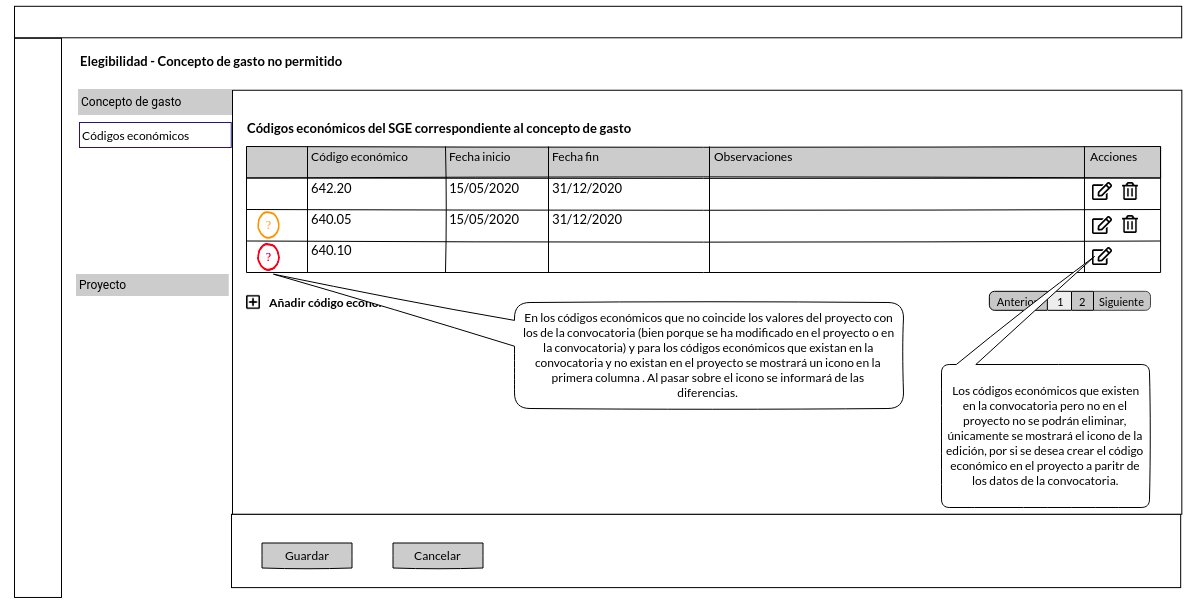 Elegibilidad - Concepto de gasto no permitido
Concepto de gasto
Códigos económicos
Proyecto
Códigos económicos del SGE correspondiente al concepto de gasto
Código económico Fecha inicio Fecha fin Observaciones Acciones
642.20 15/05/2020 31/12/2020
? 640.05 15/05/2020 31/12/2020
? 640.10
Añadir código econó
Anterio 1 2 Siguiente
En los códigos económicos que no coincide los valores del proyecto con
los de la convocatoria (bien porque se ha modificado en el proyecto o en
la convocatoria) y para los códigos económicos que existan en la
convocatoria y no existan en el proyecto se mostrará un icono en la
primera columna . Al pasar sobre el icono se informará de las
diferencias.
Los códigos económicos que existen
en la convocatoria pero no en el
proyecto no se podrán eliminar,
únicamente se mostrará el icono de la
edición, por si se desea crear el código
económico en el proyecto a paritr de
los datos de la convocatoria.
Guardar Cancelar